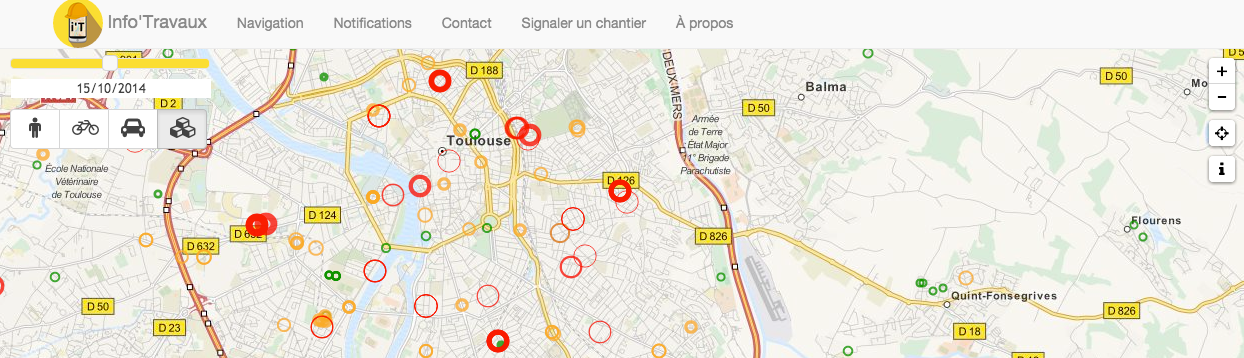 i'T Info'Travaux Navigation Notifications Contact Signaler un chantier À propos
15/10/2014
D 2
D 188
DEUX-MERS
D 50
Balma
D 50
+
-
Armée
de Terre
État Major
11° Brigade
Parachutiste
Toulouse
École Nationale
Vétérinaire
de Toulouse
D 126
D 124
D 632
D 632
D 826
Flourens
i
Quint-Fonsegrives
D 50
D 23
D 18
D 826